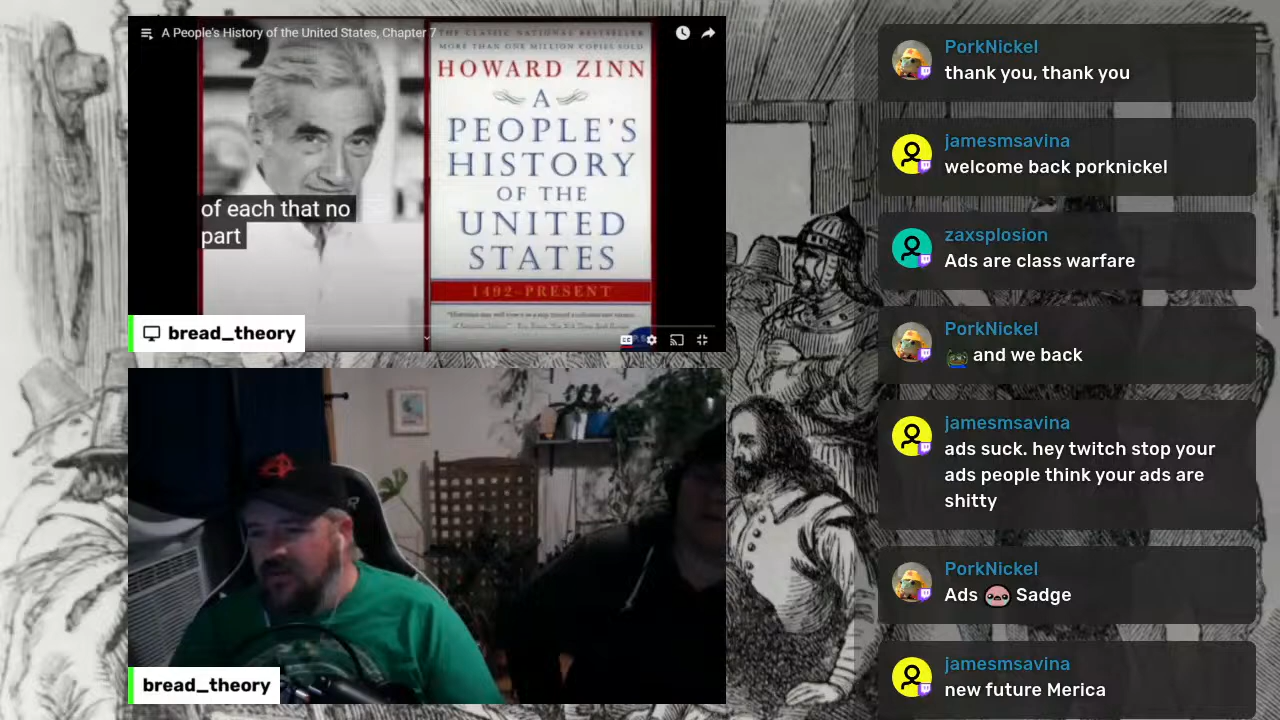 A People's History of the United States, Chapter 7
THE CLASSIC NATIONAL BESTSELLER
MORE THAN ONE MILLION COPIES SOLD
HOWARD ZINN
A
PEOPLE'S
HISTORY
OF THE
UNITED
STATES
1492–PRESENT
of each that no
part
CC
bread_theory
bread_theory
PorkNickel
thank you, thank you
jamesmsavina
welcome back porknickel
zaxsplosion
Ads are class warfare
PorkNickel
and we back
jamesmsavina
ads suck. hey twitch stop your
ads people think your ads are
shitty
PorkNickel
Ads Sadge
jamesmsavina
new future Merica